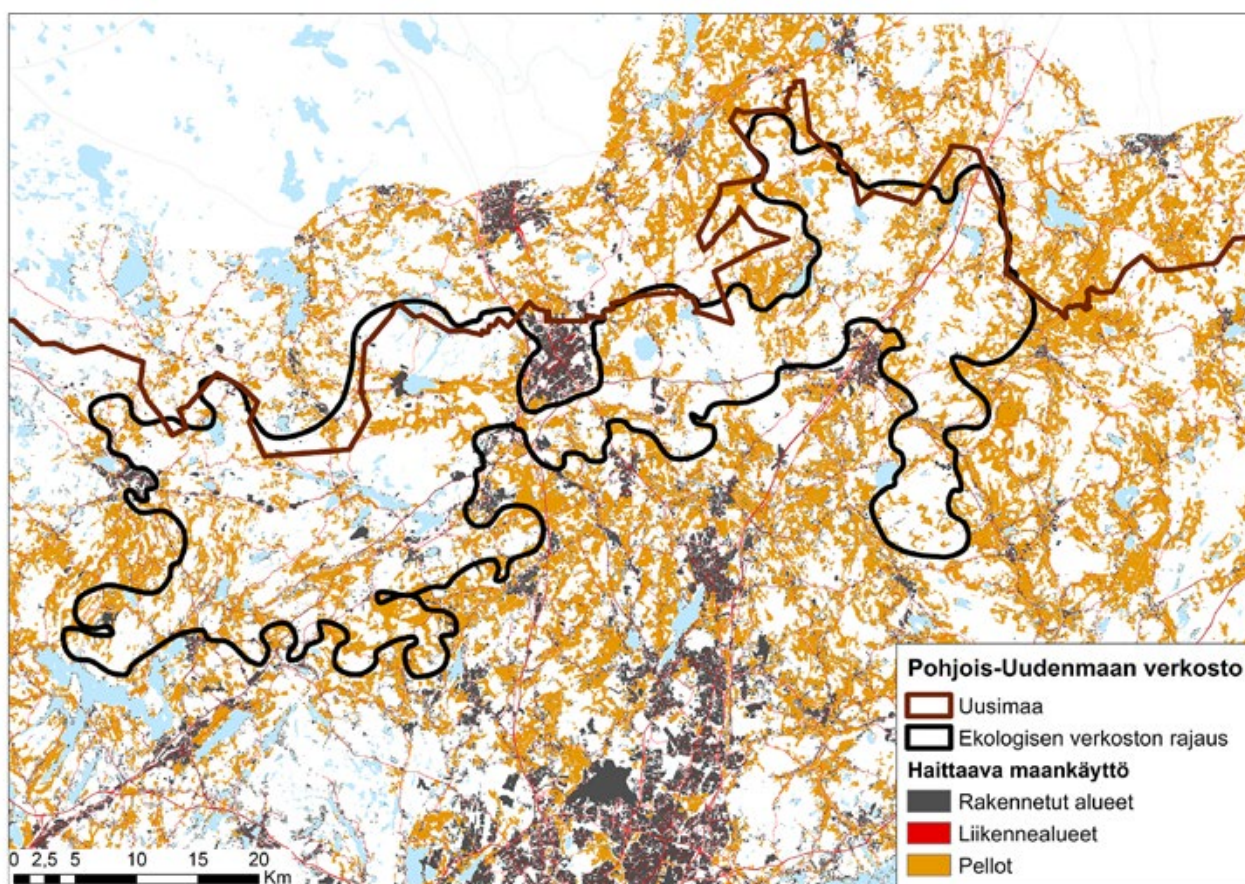 Pohjois-Uudenmaan verkosto
Uusimaa
Ekologisen verkoston rajaus
Haittaava maankäyttö
Rakennetut alueet
Liikennealueet
Pellot
0 2,5 5 10 15 20
Km